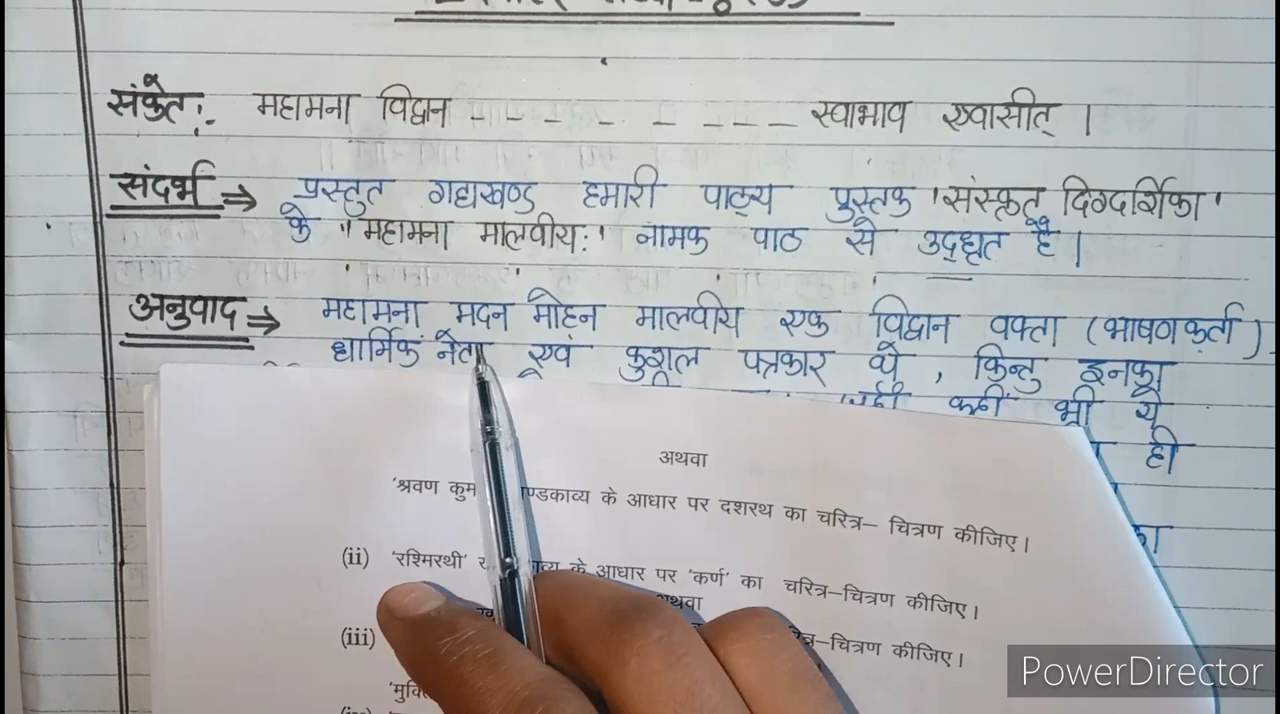 संकेत:- महामना विद्वान - - - - - - - - - स्वाभाव एवासीत् ।
संदर्भ ⇒ प्रस्तुत गद्यखण्ड हमारी पाठ्य पुस्तक 'संस्कृत दिग्दर्शिका'
के "महामना मालवीय:" नामक पाठ से उद्धृत है ।
अनुवाद ⇒ महामना मदन मोहन मालवीय एक विद्वान वक्ता (भाषणकर्ता)
धार्मिक नेता एवं कुशल पत्रकार थे , किन्तु इनका
कहीं भी ये
ही
अथवा
'श्रवण के आधार पर दशरथ का चरित्र– चित्रण कीजिए।
(ii) 'रश्मिरथी' के आधार पर 'कर्ण' का चरित्र–चित्रण कीजिए।
अथवा
(iii) –चित्रण कीजिए।
PowerDirector